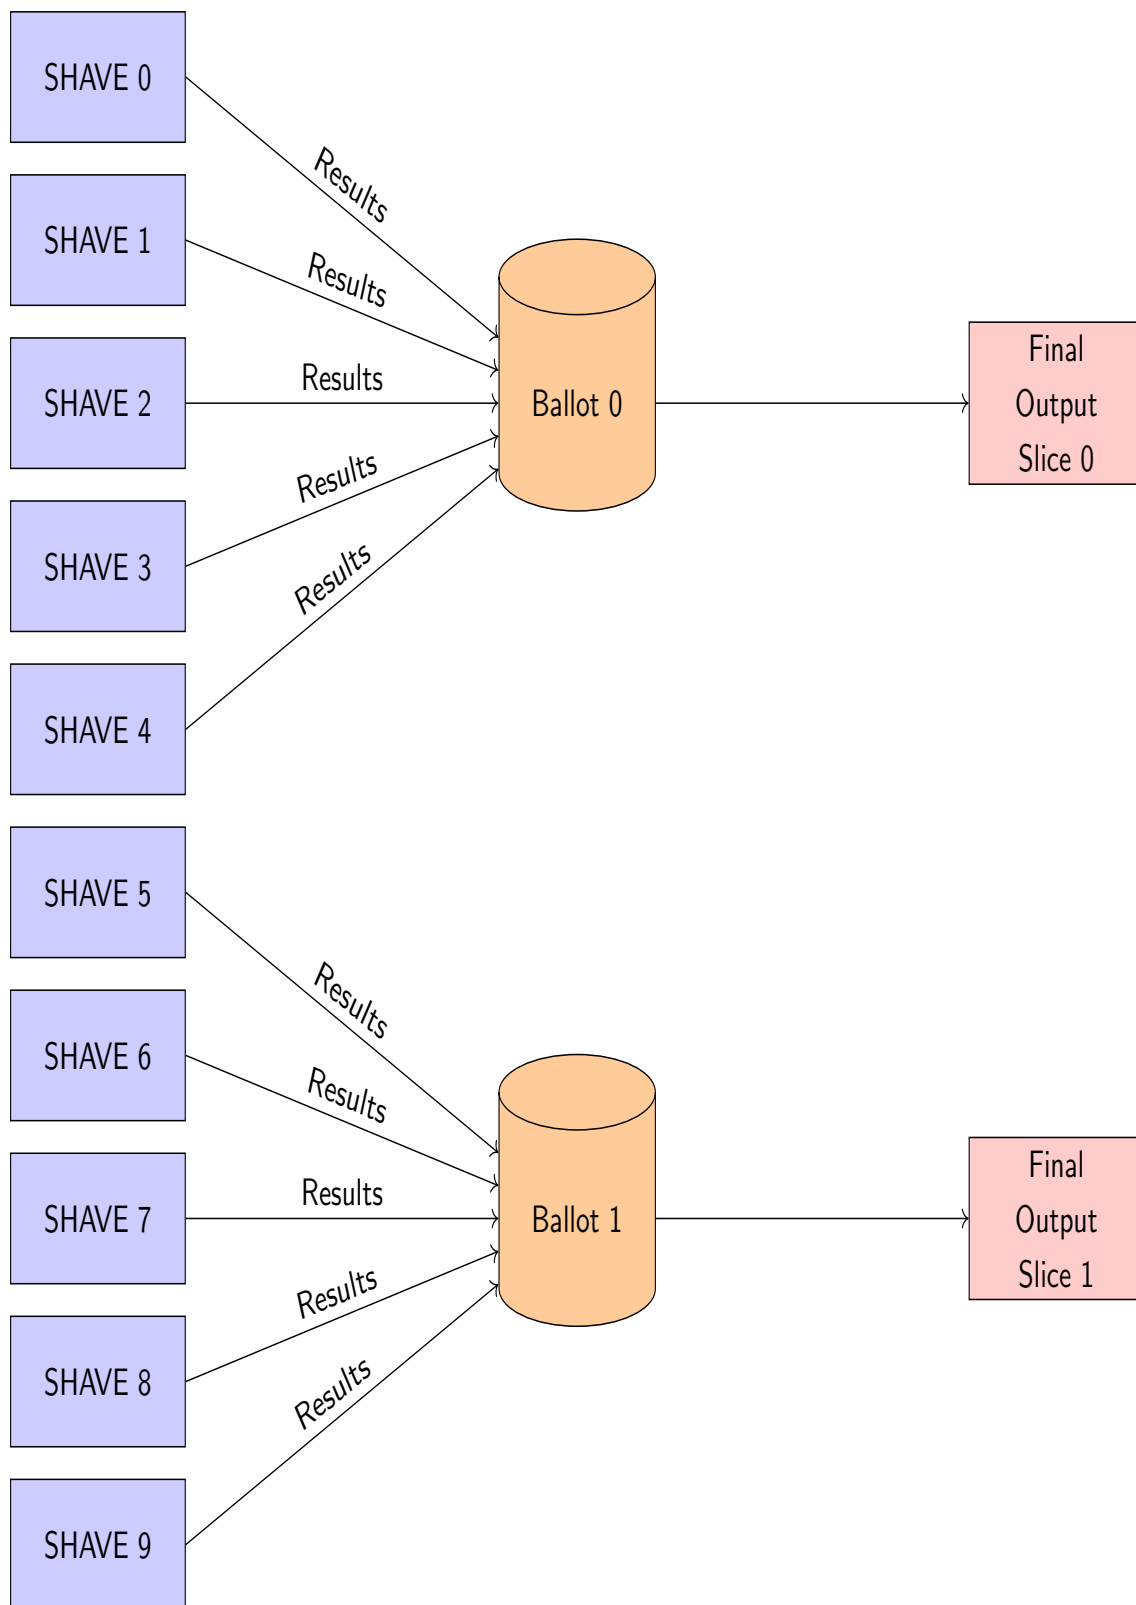 SHAVE 0
Results
SHAVE 1
Results
SHAVE 2
Results
SHAVE 3
Results
SHAVE 4
Results
Ballot 0
Final
Output
Slice 0
SHAVE 5
Results
SHAVE 6
Results
SHAVE 7
Results
SHAVE 8
Results
SHAVE 9
Results
Ballot 1
Final
Output
Slice 1